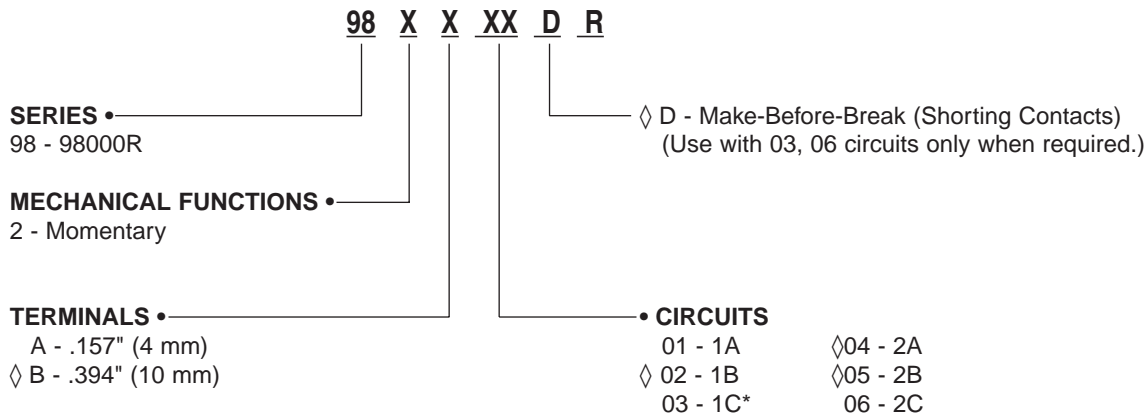 98 X X XX D R
SERIES •
98 - 98000R
◊ D - Make-Before-Break (Shorting Contacts)
(Use with 03, 06 circuits only when required.)
MECHANICAL FUNCTIONS •
2 - Momentary
TERMINALS •
A - .157" (4 mm)
◊ B - .394" (10 mm)
• CIRCUITS
01 - 1A ◊04 - 2A
◊ 02 - 1B ◊05 - 2B
03 - 1C* 06 - 2C